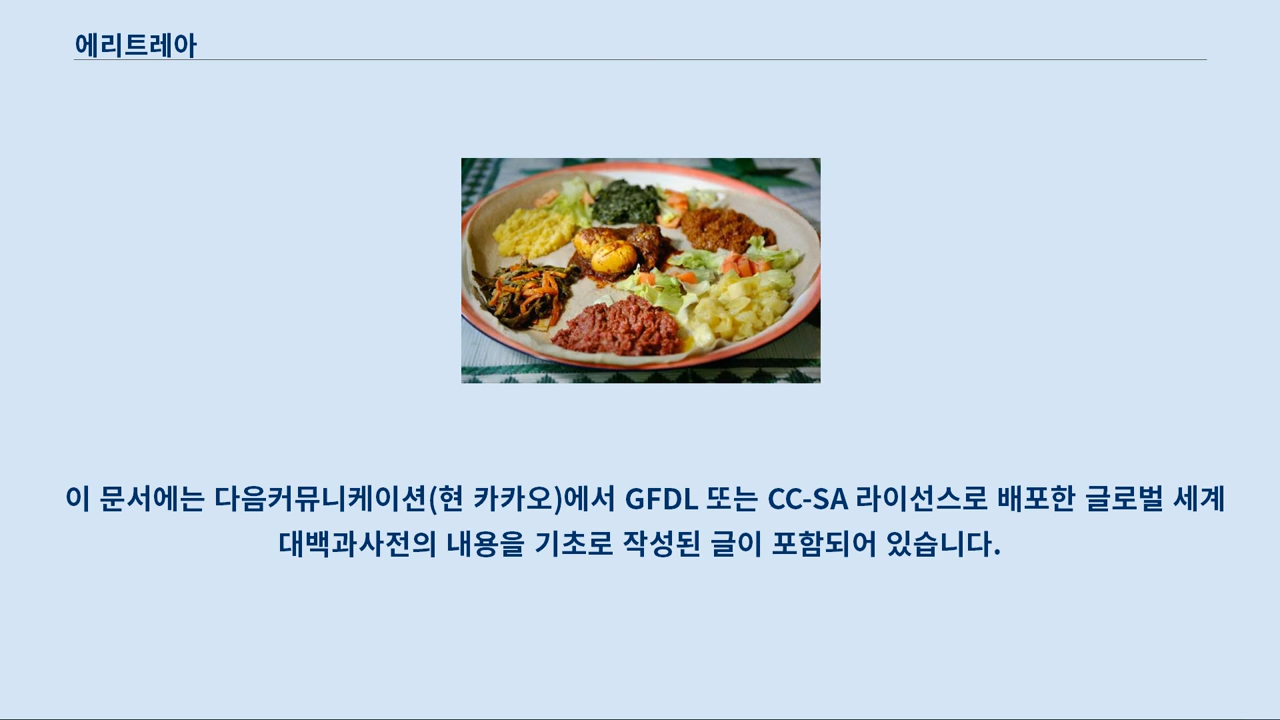 에리트레아
이 문서에는 다음커뮤니케이션(현 카카오)에서 GFDL 또는 CC-SA 라이선스로 배포한 글로벌 세계
대백과사전의 내용을 기초로 작성된 글이 포함되어 있습니다.